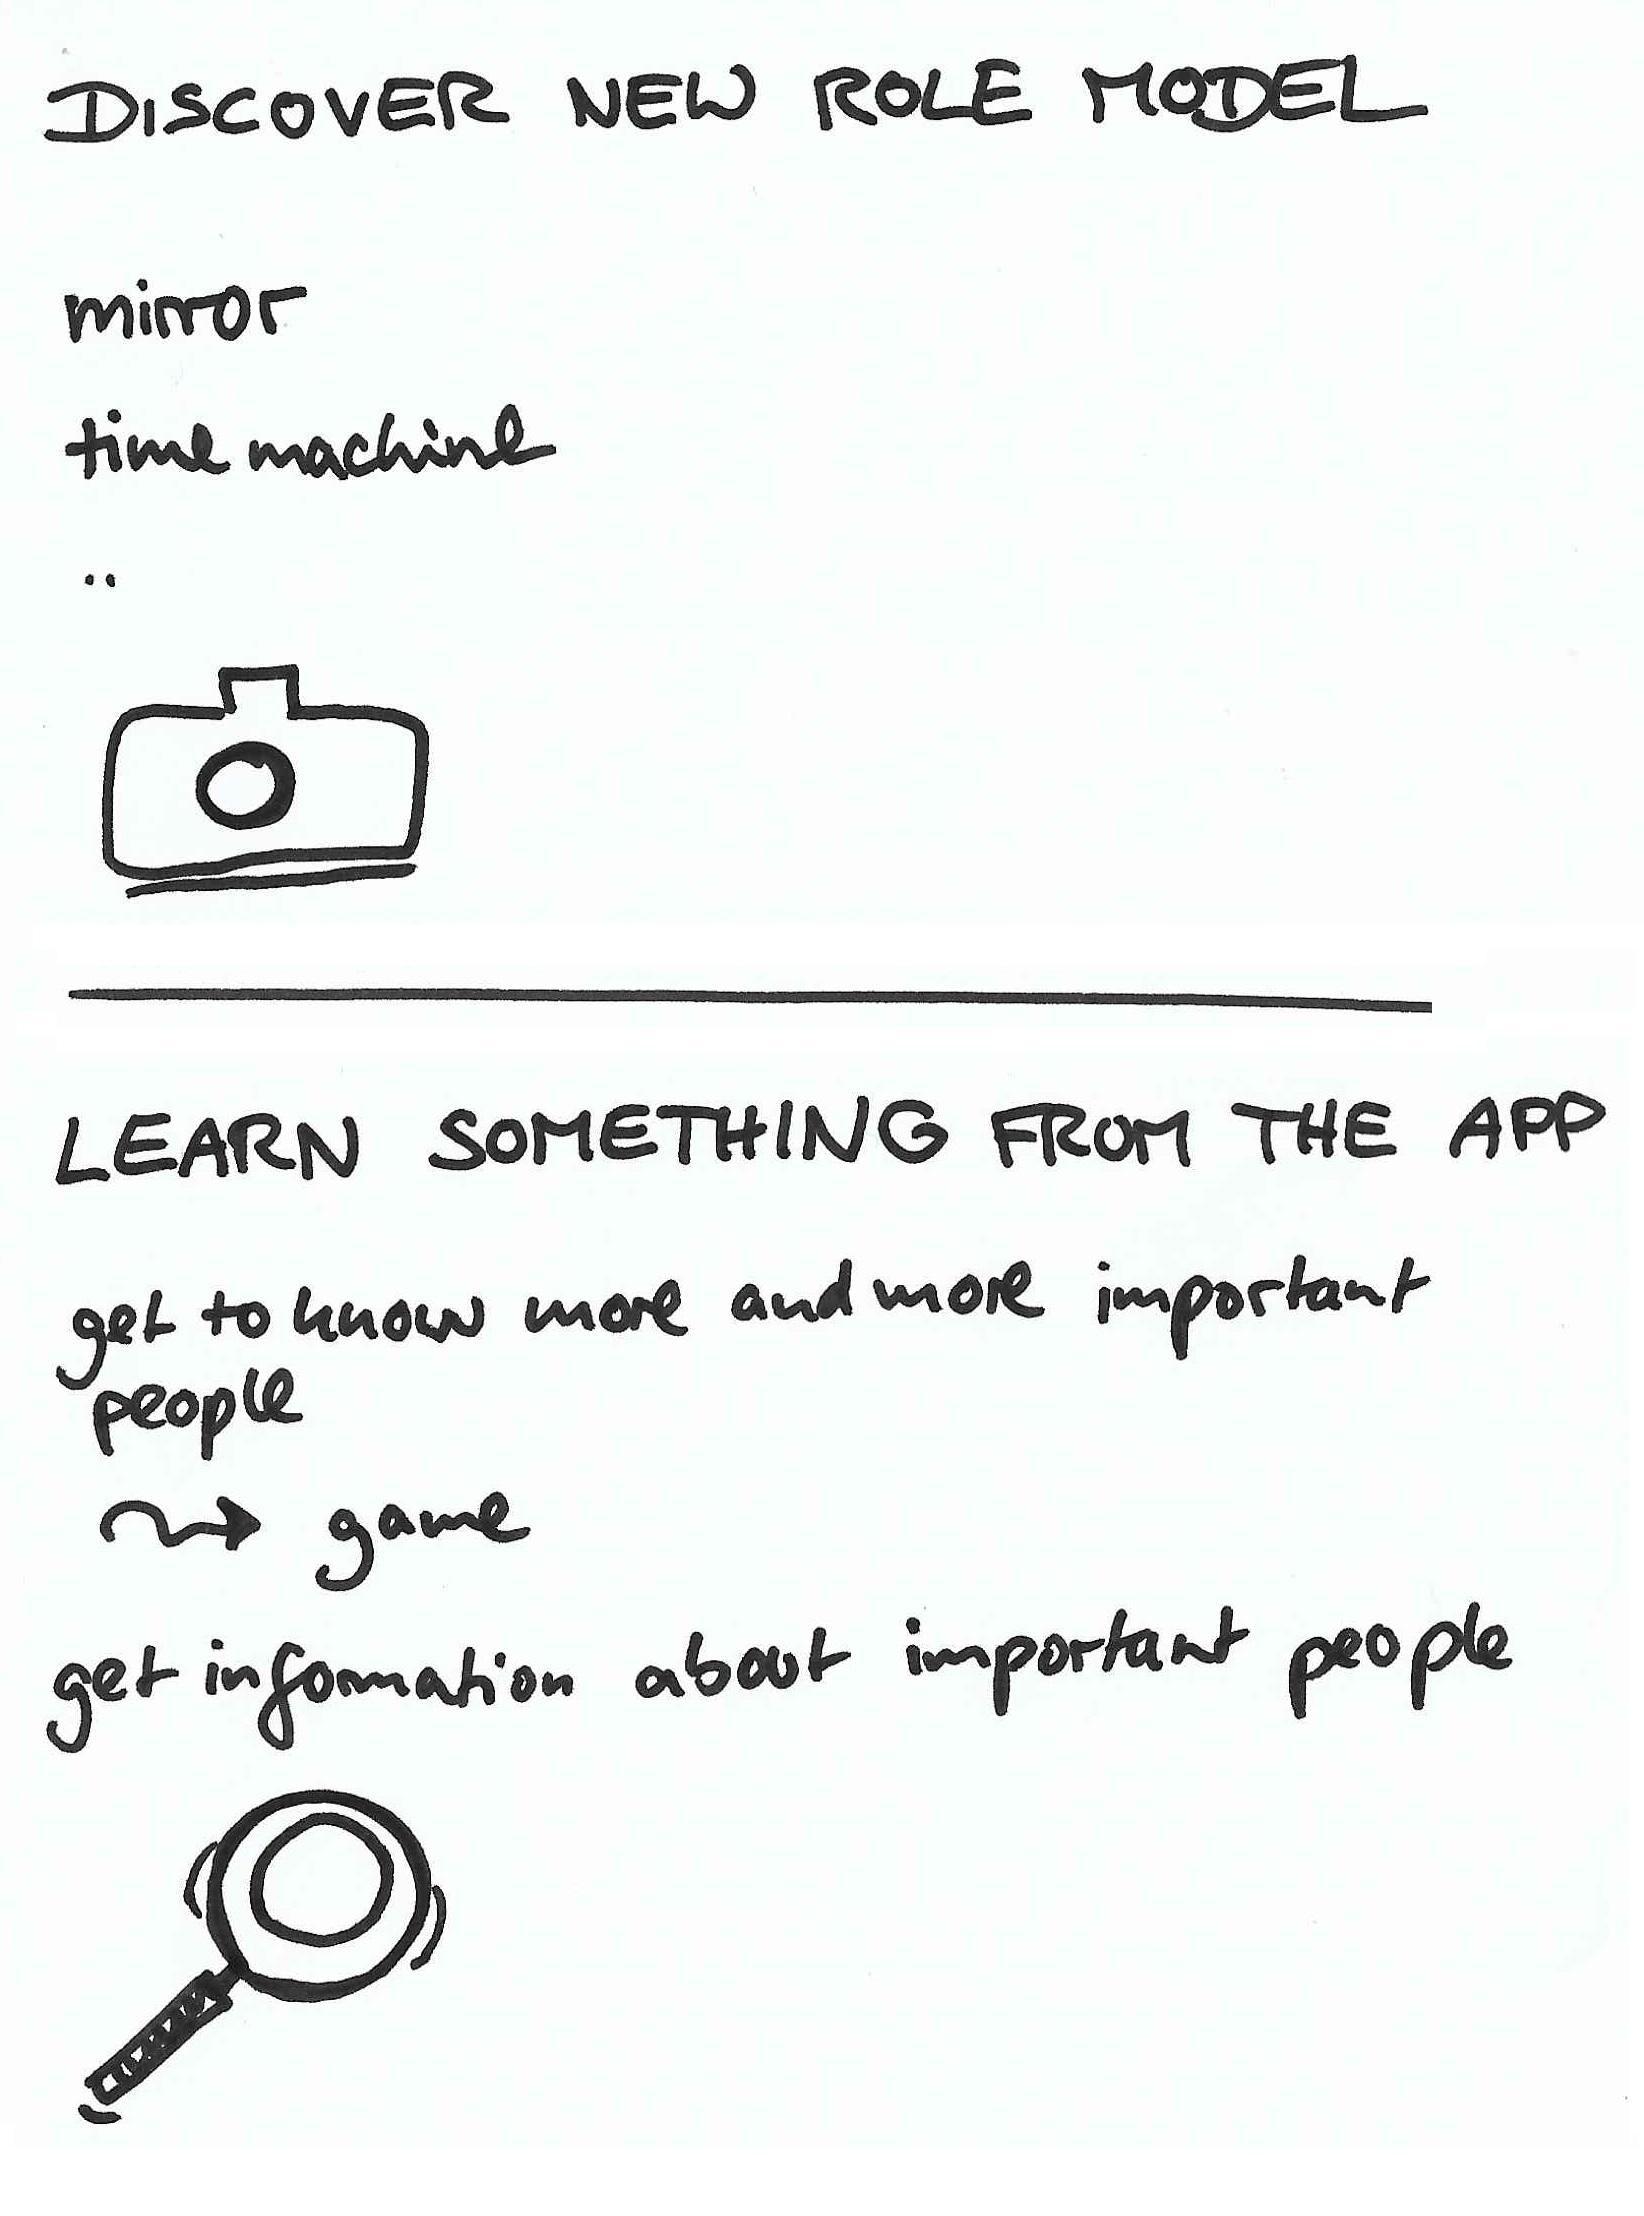 DISCOVER NEW ROLE MODEL
mirror
time machine
..
LEARN SOMETHING FROM THE APP
get to know more and more important
people
game
get information about important people